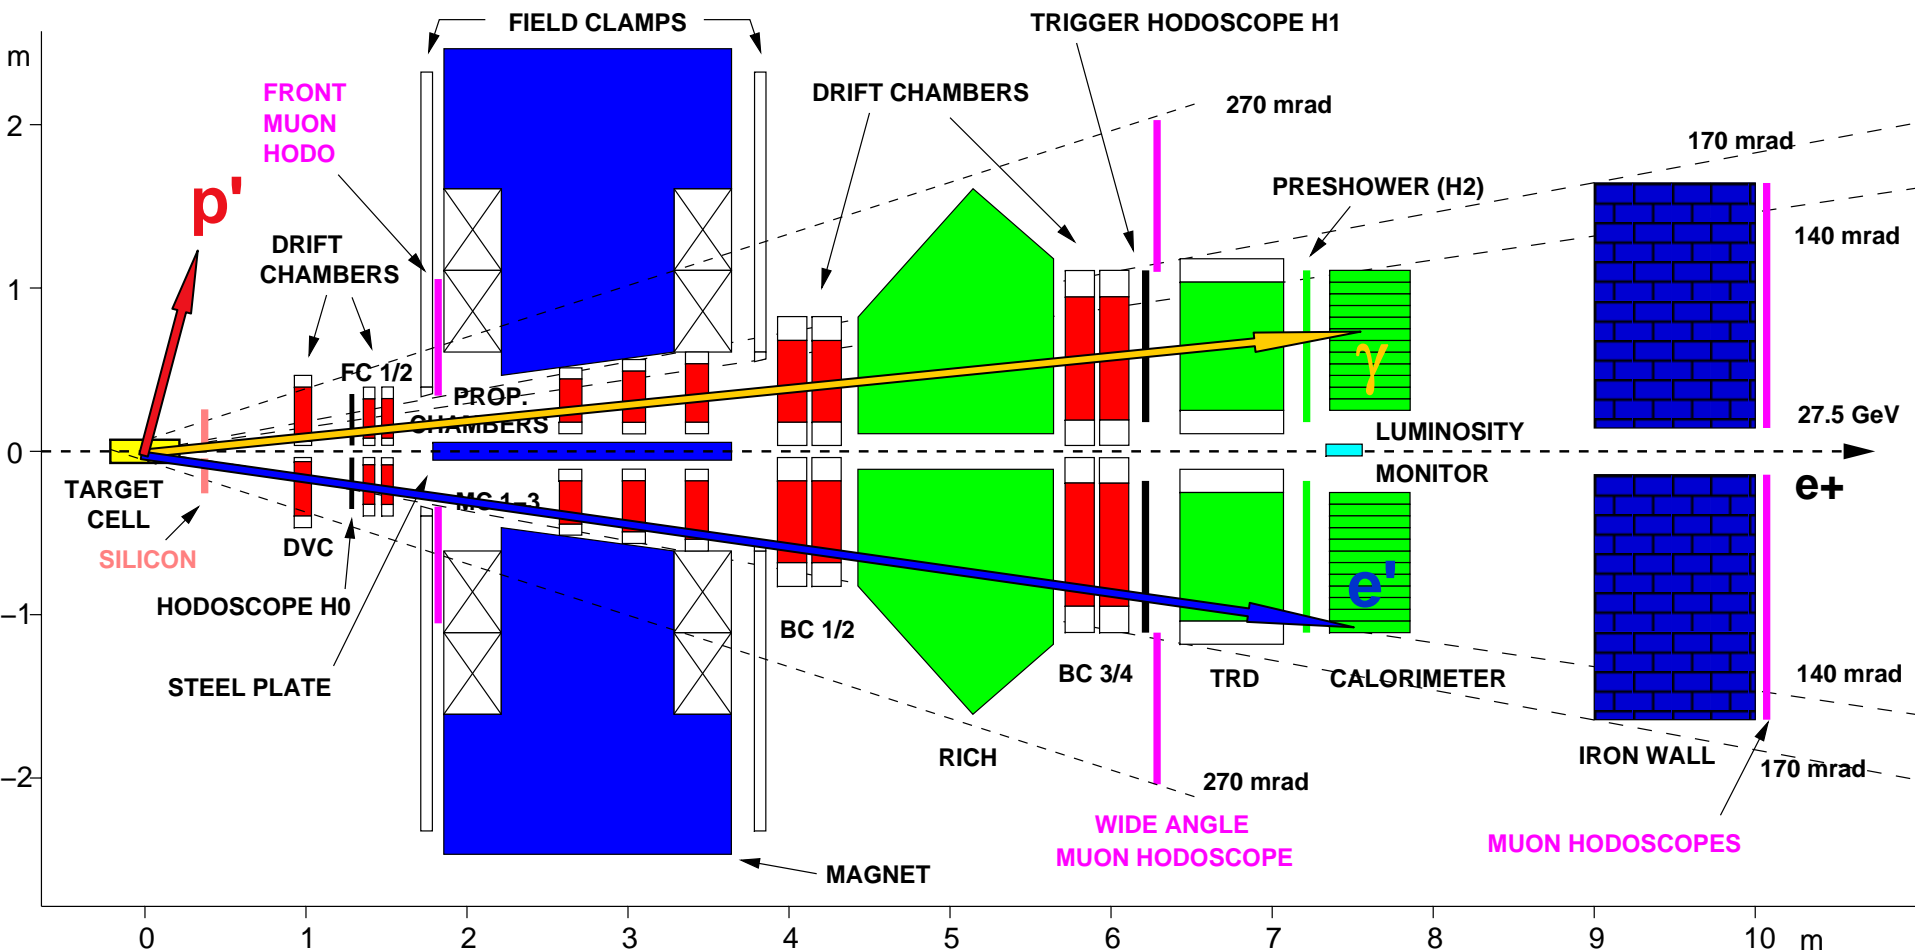 FIELD CLAMPS
TRIGGER HODOSCOPE H1
m
FRONT
MUON
HODO
DRIFT CHAMBERS
270 mrad
2
170 mrad
p'
PRESHOWER (H2)
DRIFT
CHAMBERS
140 mrad
1
FC 1/2
γ
PROP.
CHAMBERS
27.5 GeV
LUMINOSITY
0
MONITOR
e+
TARGET
CELL
MC 1–3
SILICON
DVC
e'
HODOSCOPE H0
–1
BC 1/2
STEEL PLATE
BC 3/4
TRD
CALORIMETER
140 mrad
RICH
IRON WALL
170 mrad
–2
270 mrad
WIDE ANGLE
MUON HODOSCOPE
MUON HODOSCOPES
MAGNET
0 1 2 3 4 5 6 7 8 9 10 m